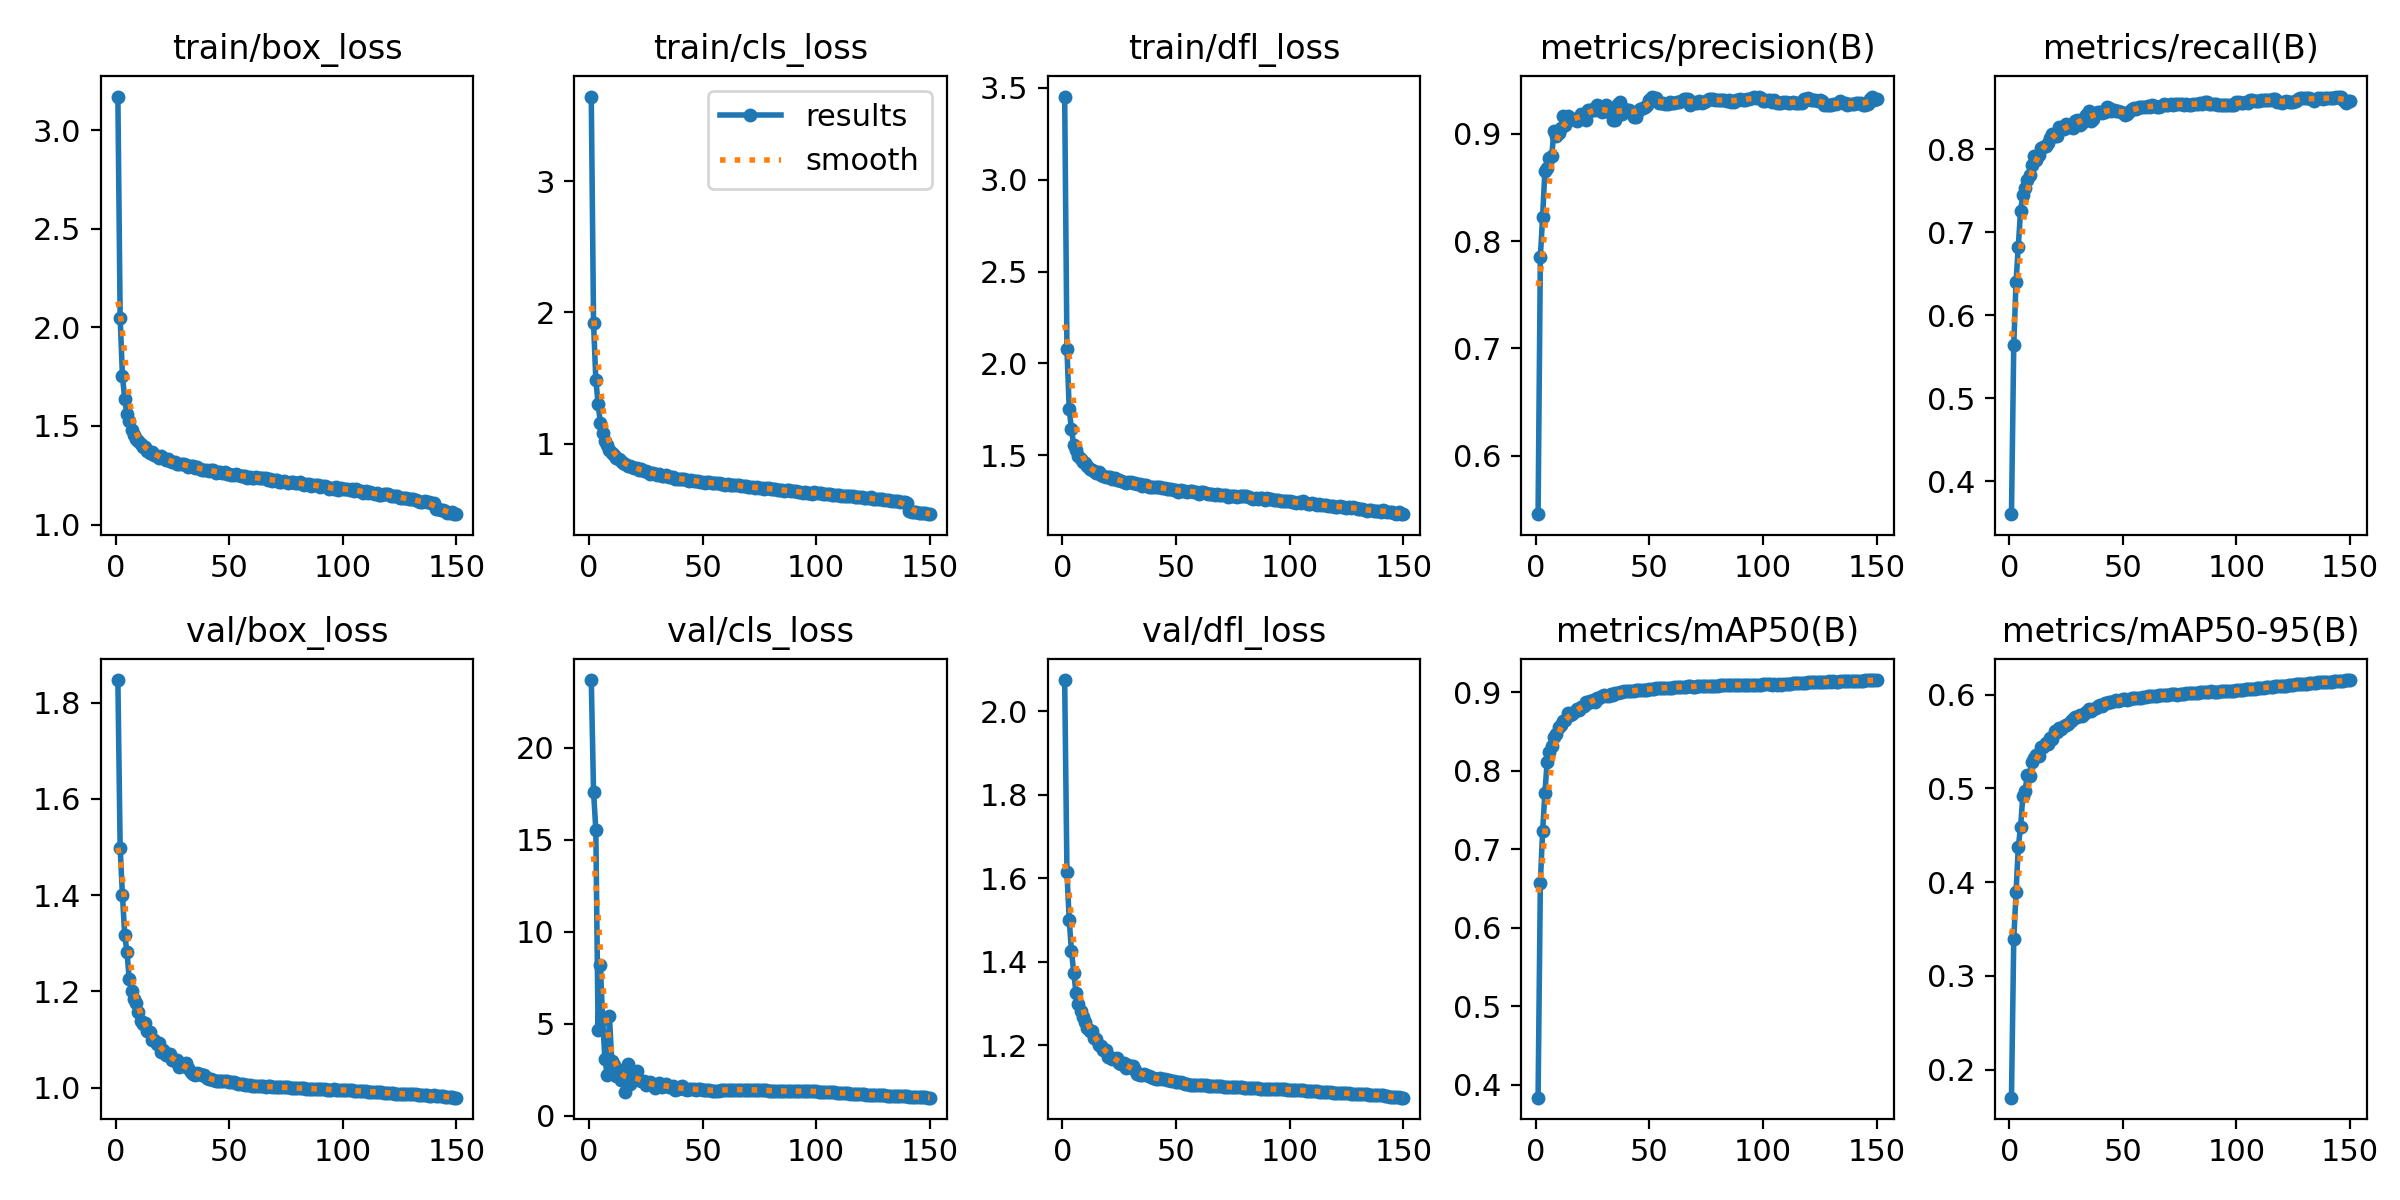 train/box_loss
train/cls_loss
train/dfl_loss
metrics/precision(B)
metrics/recall(B)
3.0
2.5
2.0
1.5
1.0
0 50 100 150
results
smooth
3
2
1
0 50 100 150
3.5
3.0
2.5
2.0
1.5
0 50 100 150
0.9
0.8
0.7
0.6
0 50 100 150
0.8
0.7
0.6
0.5
0.4
0 50 100 150
val/box_loss
val/cls_loss
val/dfl_loss
metrics/mAP50(B)
metrics/mAP50-95(B)
1.8
1.6
1.4
1.2
1.0
0 50 100 150
20
15
10
5
0
0 50 100 150
2.0
1.8
1.6
1.4
1.2
0 50 100 150
0.9
0.8
0.7
0.6
0.5
0.4
0 50 100 150
0.6
0.5
0.4
0.3
0.2
0 50 100 150